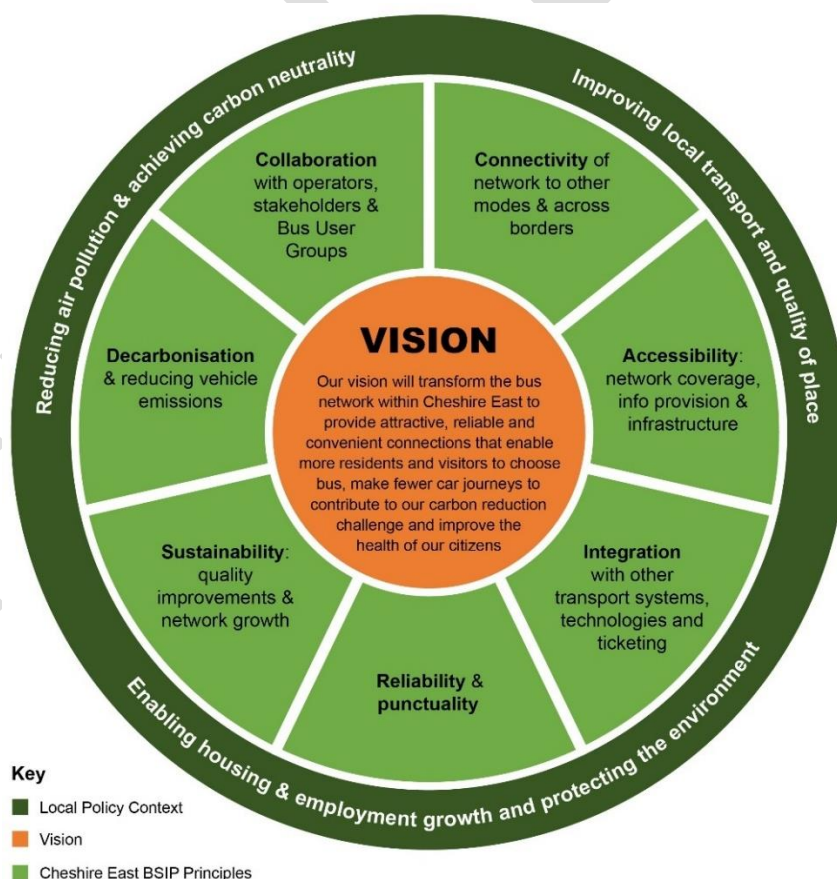 Reducing air pollution & achieving carbon neutrality
Improving local transport and quality of place
Enabling housing & employment growth and protecting the environment
Collaboration
with operators,
stakeholders &
Bus User
Groups
Connectivity of
network to other
modes & across
borders
Decarbonisation
& reducing vehicle
emissions
Accessibility:
network coverage,
info provision &
infrastructure
VISION
Our vision will transform the bus
network within Cheshire East to
provide attractive, reliable and
convenient connections that enable
more residents and visitors to choose
bus, make fewer car journeys to
contribute to our carbon reduction
challenge and improve the
health of our citizens
Sustainability:
quality
improvements &
network growth
Integration
with other
transport systems,
technologies and
ticketing
Reliability &
punctuality
Key
Local Policy Context
Vision
Cheshire East BSIP Principles